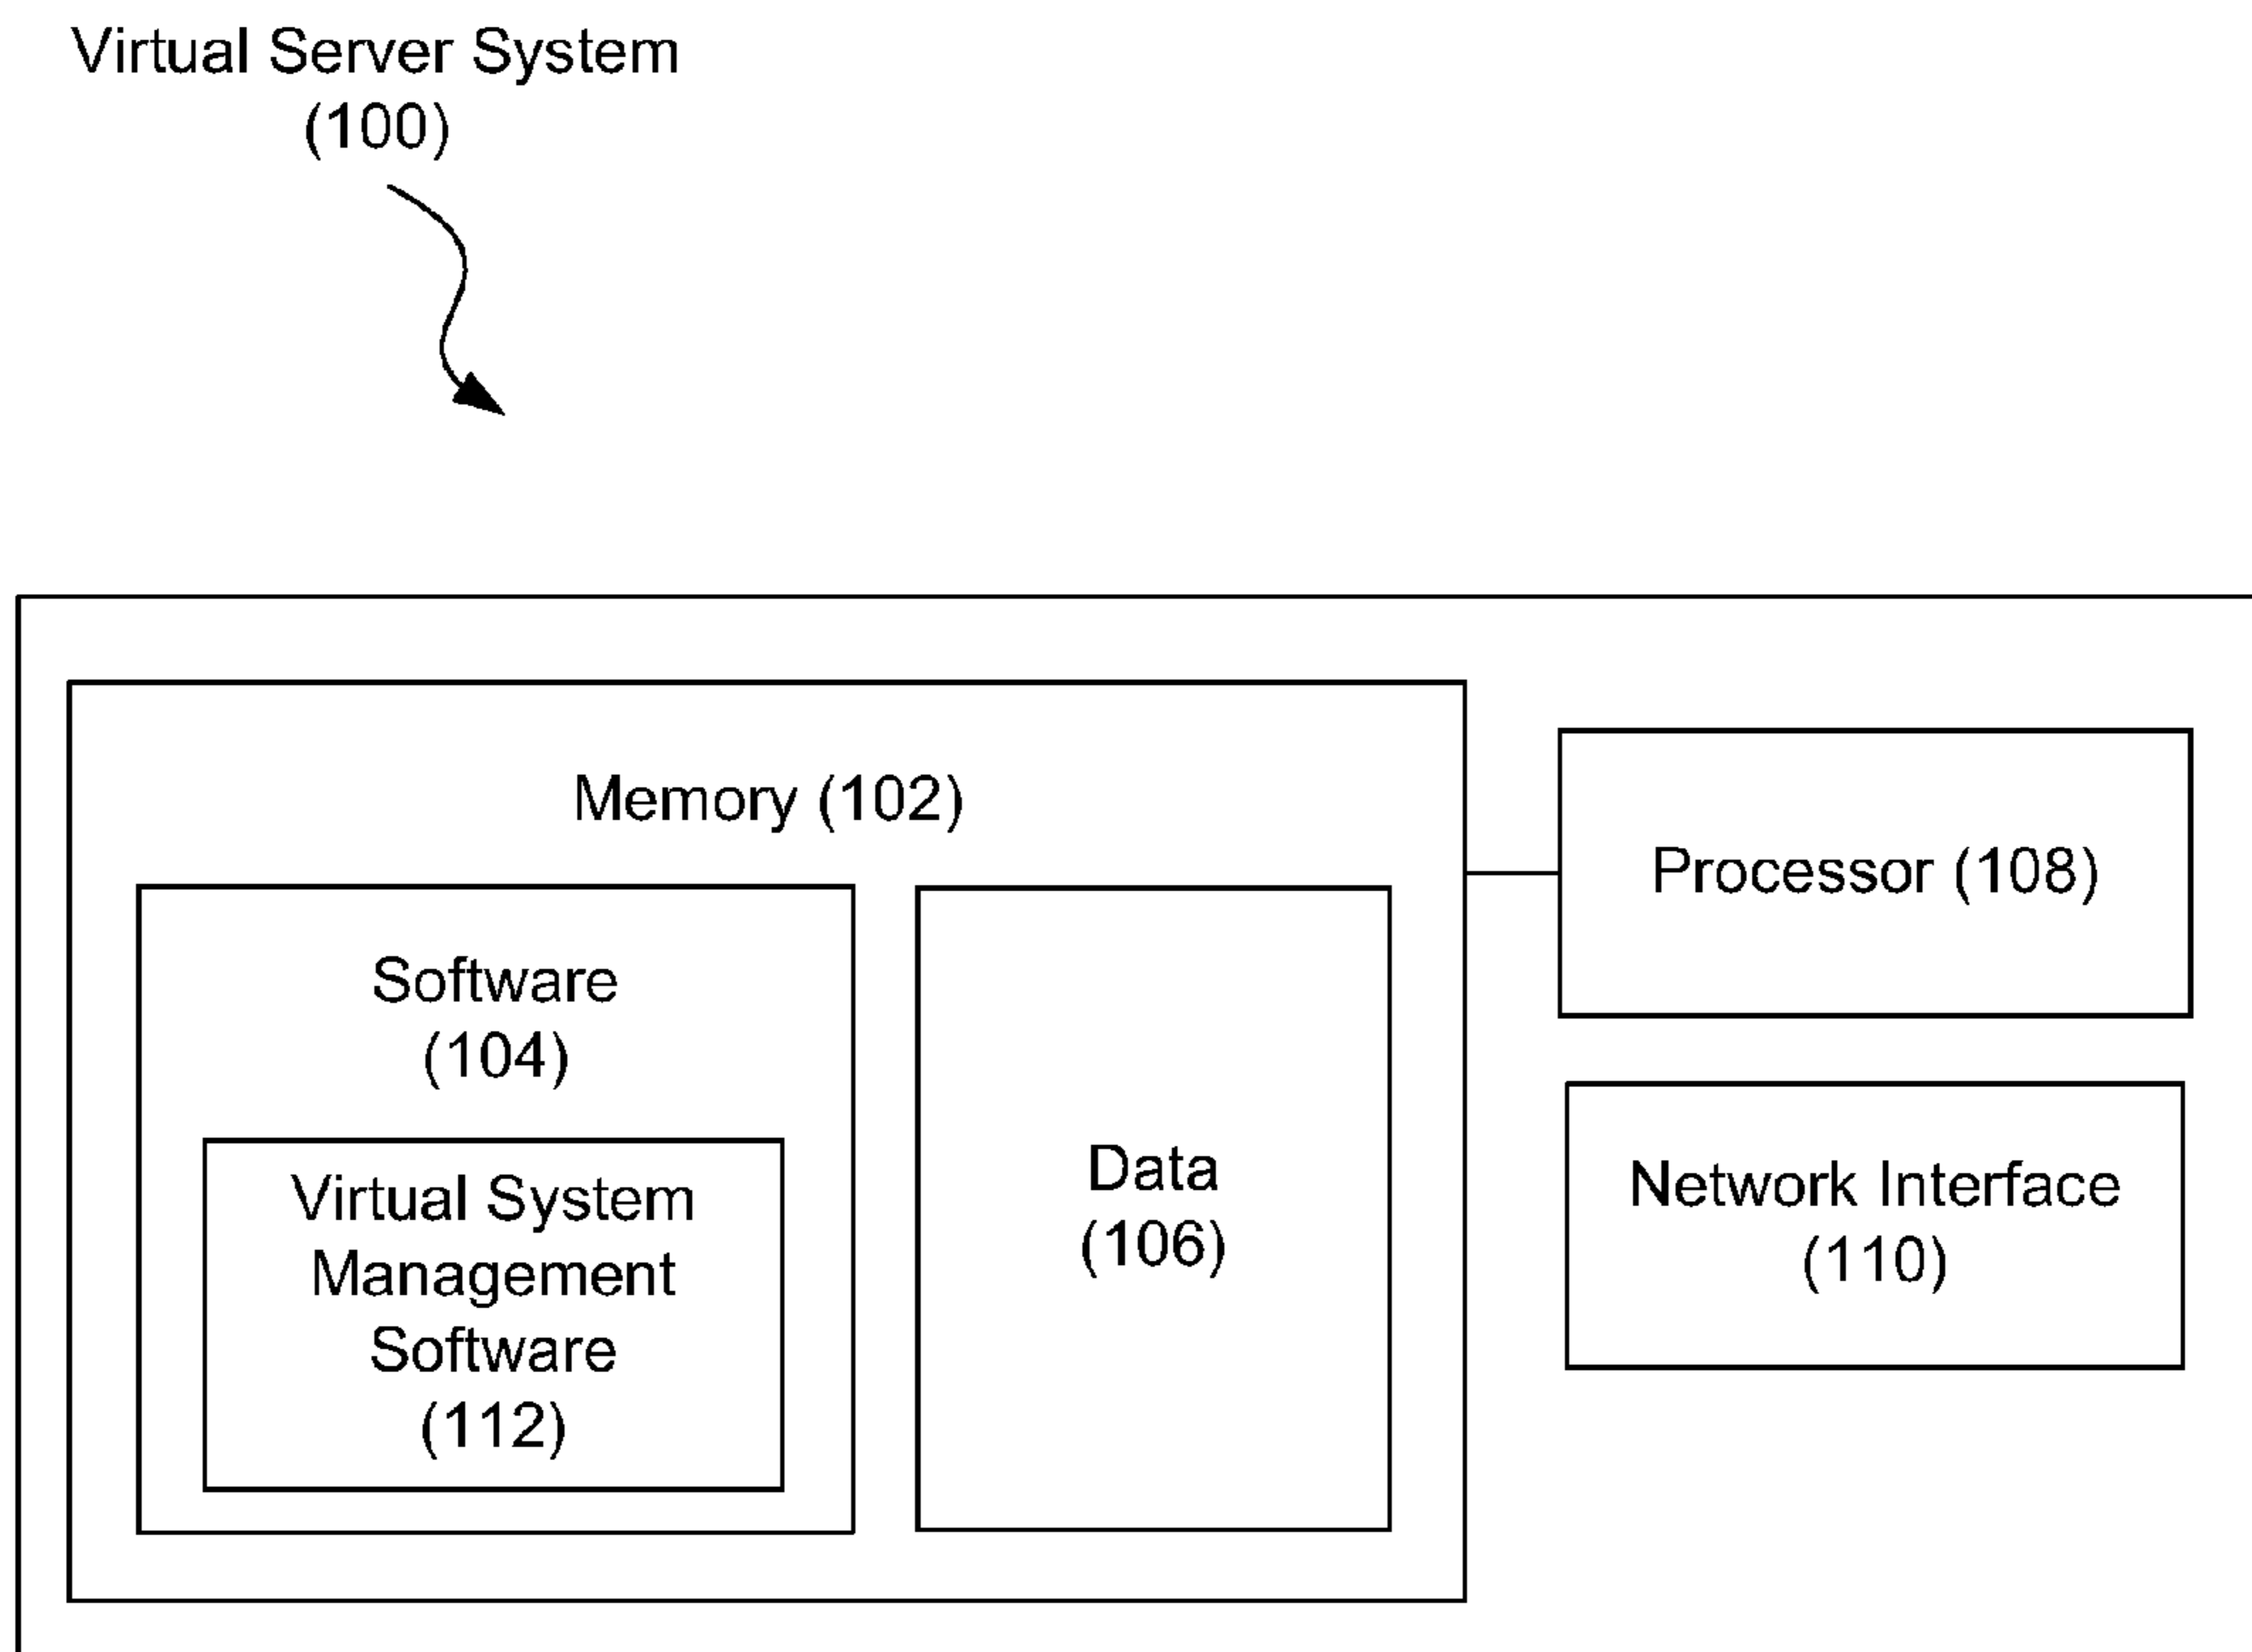 Virtual Server System
(100)
Memory (102)
Processor (108)
Software
(104)
Virtual System
Management
Software
(112)
Data
(106)
Network Interface
(110)